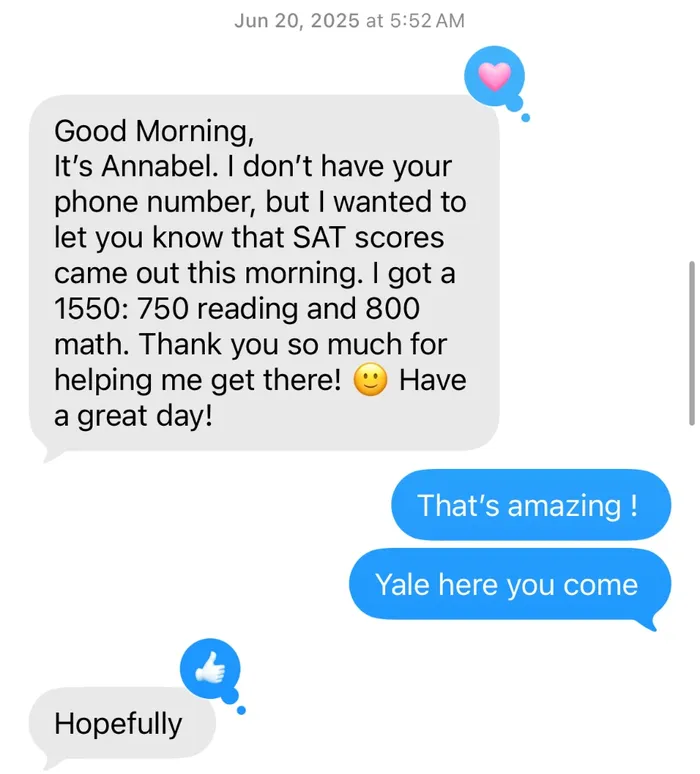 Jun 20, 2025 at 5:52 AM
Good Morning,
It’s Annabel. I don’t have your
phone number, but I wanted to
let you know that SAT scores
came out this morning. I got a
1550: 750 reading and 800
math. Thank you so much for
helping me get there! 🙂 Have
a great day!
That’s amazing !
Yale here you come
Hopefully